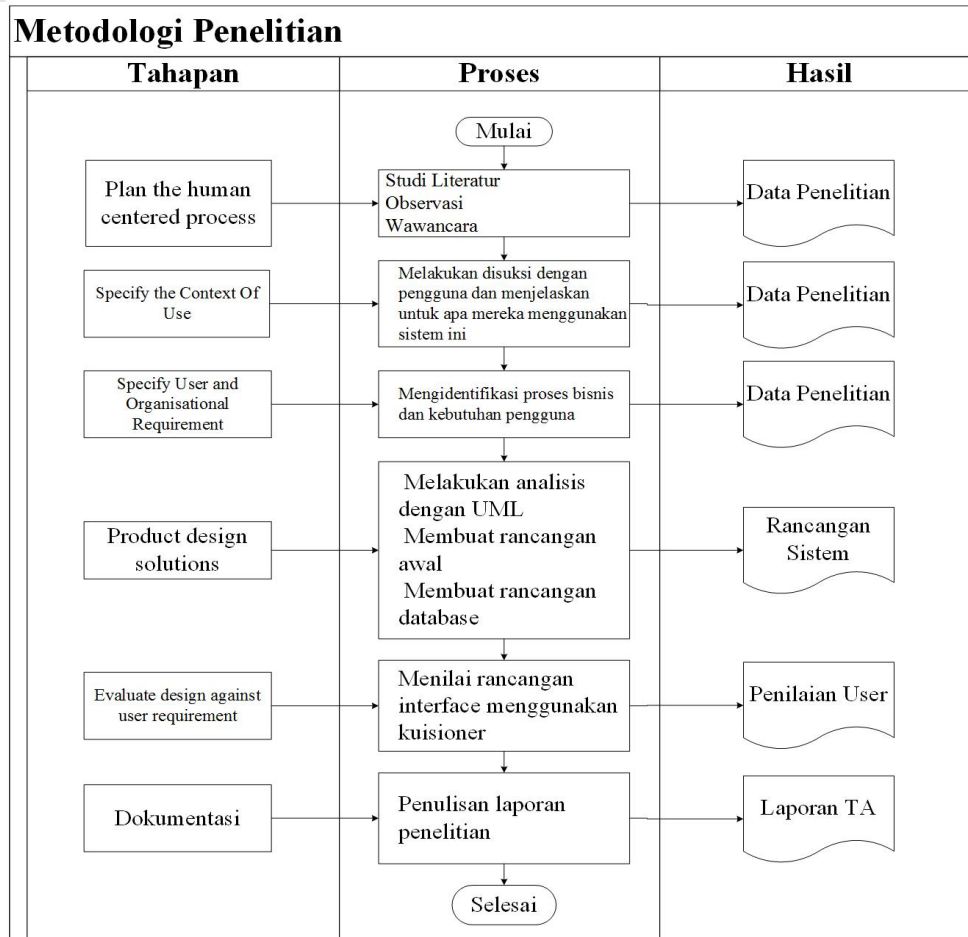 Metodologi Penelitian
Tahapan
Proses
Hasil
Mulai
Plan the human
centered process
Studi Literatur
Observasi
Wawancara
Data Penelitian
Specify the Context Of
Use
Melakukan disuksi dengan
pengguna dan menjelaskan
untuk apa mereka menggunakan
sistem ini
Data Penelitian
Specify User and
Organisational
Requirement
Mengidentifikasi proses bisnis
dan kebutuhan pengguna
Data Penelitian
Product design
solutions
Melakukan analisis
dengan UML
Membuat rancangan
awal
Membuat rancangan
database
Rancangan
Sistem
Evaluate design against
user requirement
Menilai rancangan
interface menggunakan
kuisioner
Penilaian User
Dokumentasi
Penulisan laporan
penelitian
Laporan TA
Selesai